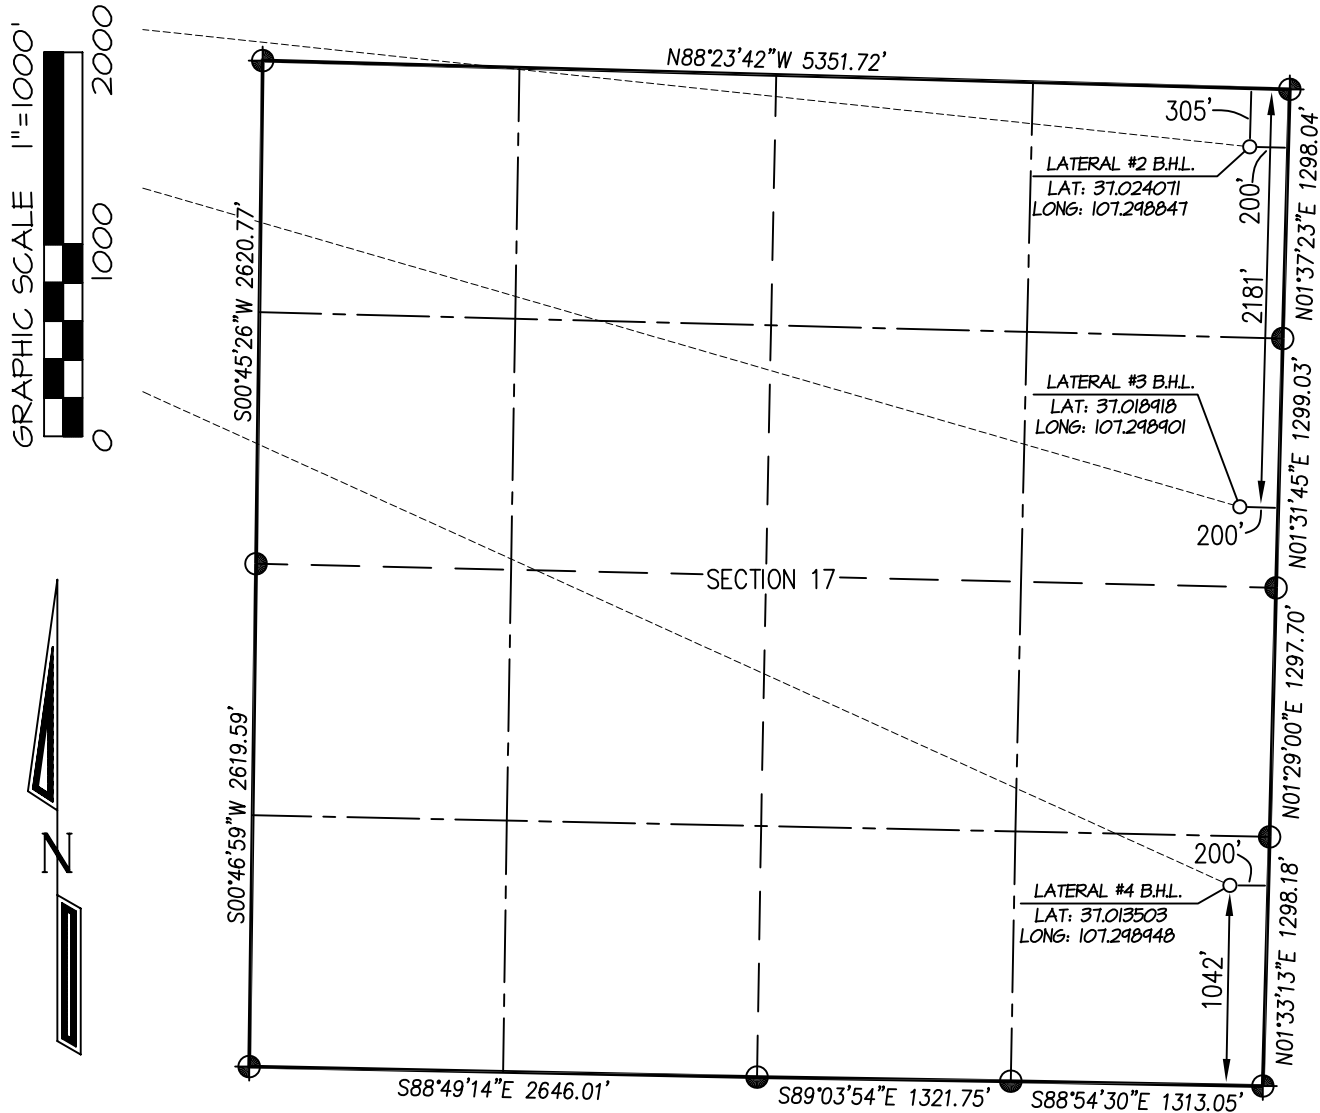 GRAPHIC SCALE 1"=1000'
0
1000
2000
N88°23'42"W 5351.72'
305'
LATERAL #2 B.H.L.
LAT: 37.024071
LONG: 107.298847
200'
N01°37'23"E 1298.04'
S00°45'26"W 2620.77'
2181'
LATERAL #3 B.H.L.
LAT: 37.018918
LONG: 107.298901
200'
N01°31'45"E 1299.03'
SECTION 17
N
S00°46'59"W 2619.59'
N01°29'00"E 1297.70'
200'
LATERAL #4 B.H.L.
LAT: 37.013503
LONG: 107.298948
1042'
N01°33'13"E 1298.18'
S88°49'14"E 2646.01'
S89°03'54"E 1321.75'
S88°54'30"E 1313.05'